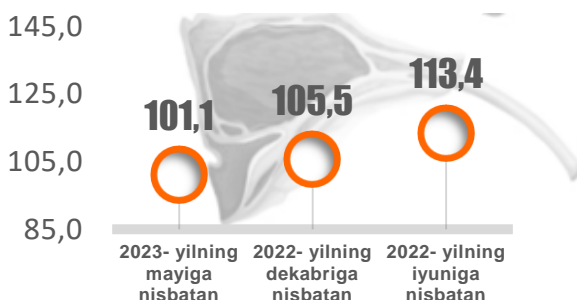 145,0
125,0
105,0
85,0
101,1
105,5
113,4
2023- yilning
mayiga
nisbatan
2022- yilning
dekabriga
nisbatan
2022- yilning
iyuniga
nisbatan